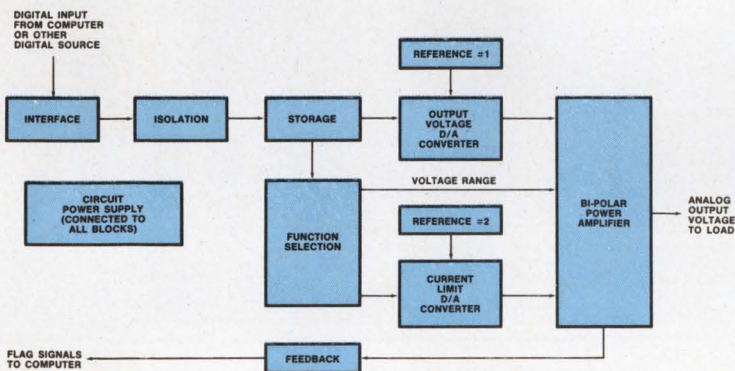 DIGITAL INPUT
FROM COMPUTER
OR OTHER
DIGITAL SOURCE
REFERENCE #1
INTERFACE
ISOLATION
STORAGE
OUTPUT
VOLTAGE
D/A
CONVERTER
CIRCUIT
POWER SUPPLY
(CONNECTED TO
ALL BLOCKS)
FUNCTION
SELECTION
VOLTAGE RANGE
REFERENCE #2
CURRENT
LIMIT
D/A
CONVERTER
BI-POLAR
POWER
AMPLIFIER
ANALOG
OUTPUT
VOLTAGE
TO LOAD
FLAG SIGNALS
TO COMPUTER
FEEDBACK